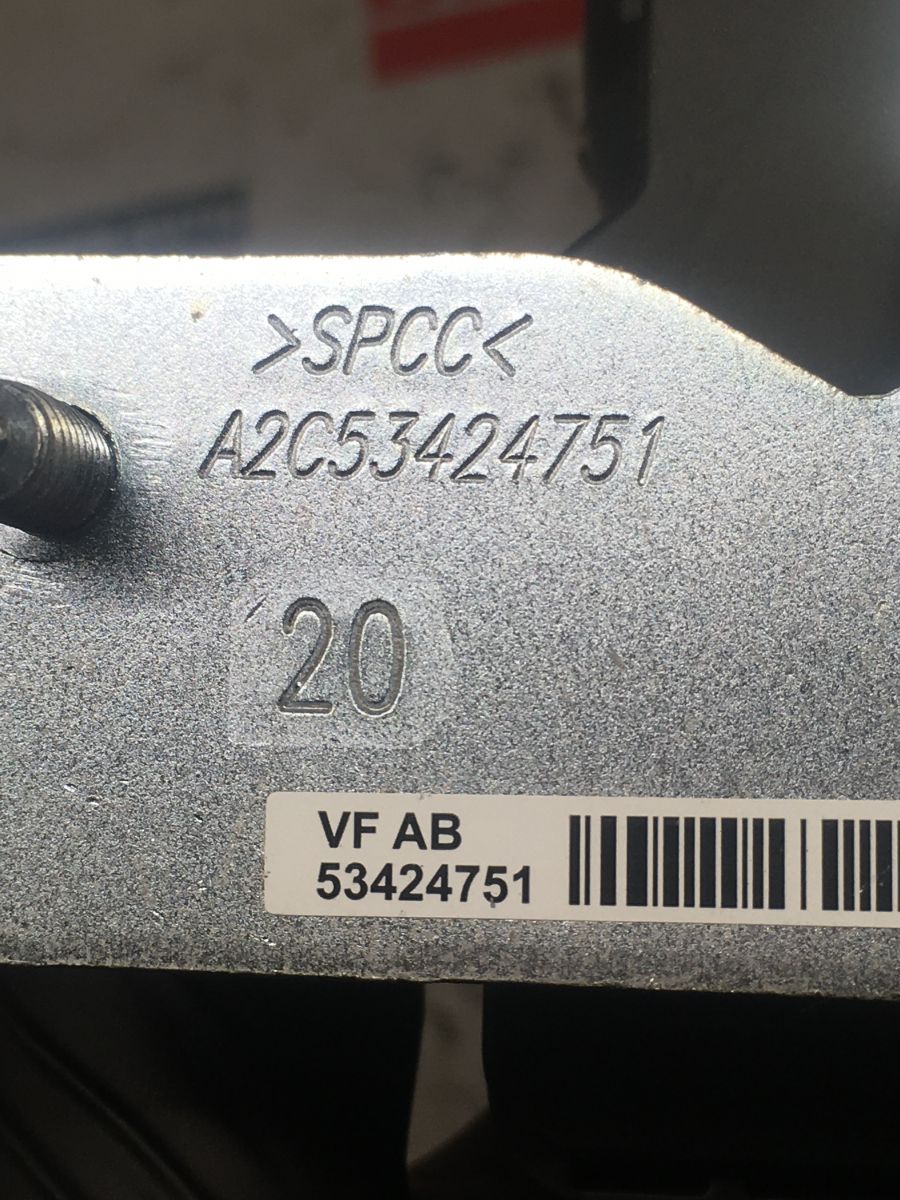 >SPCC<
A2C53424751
20
VF AB
53424751